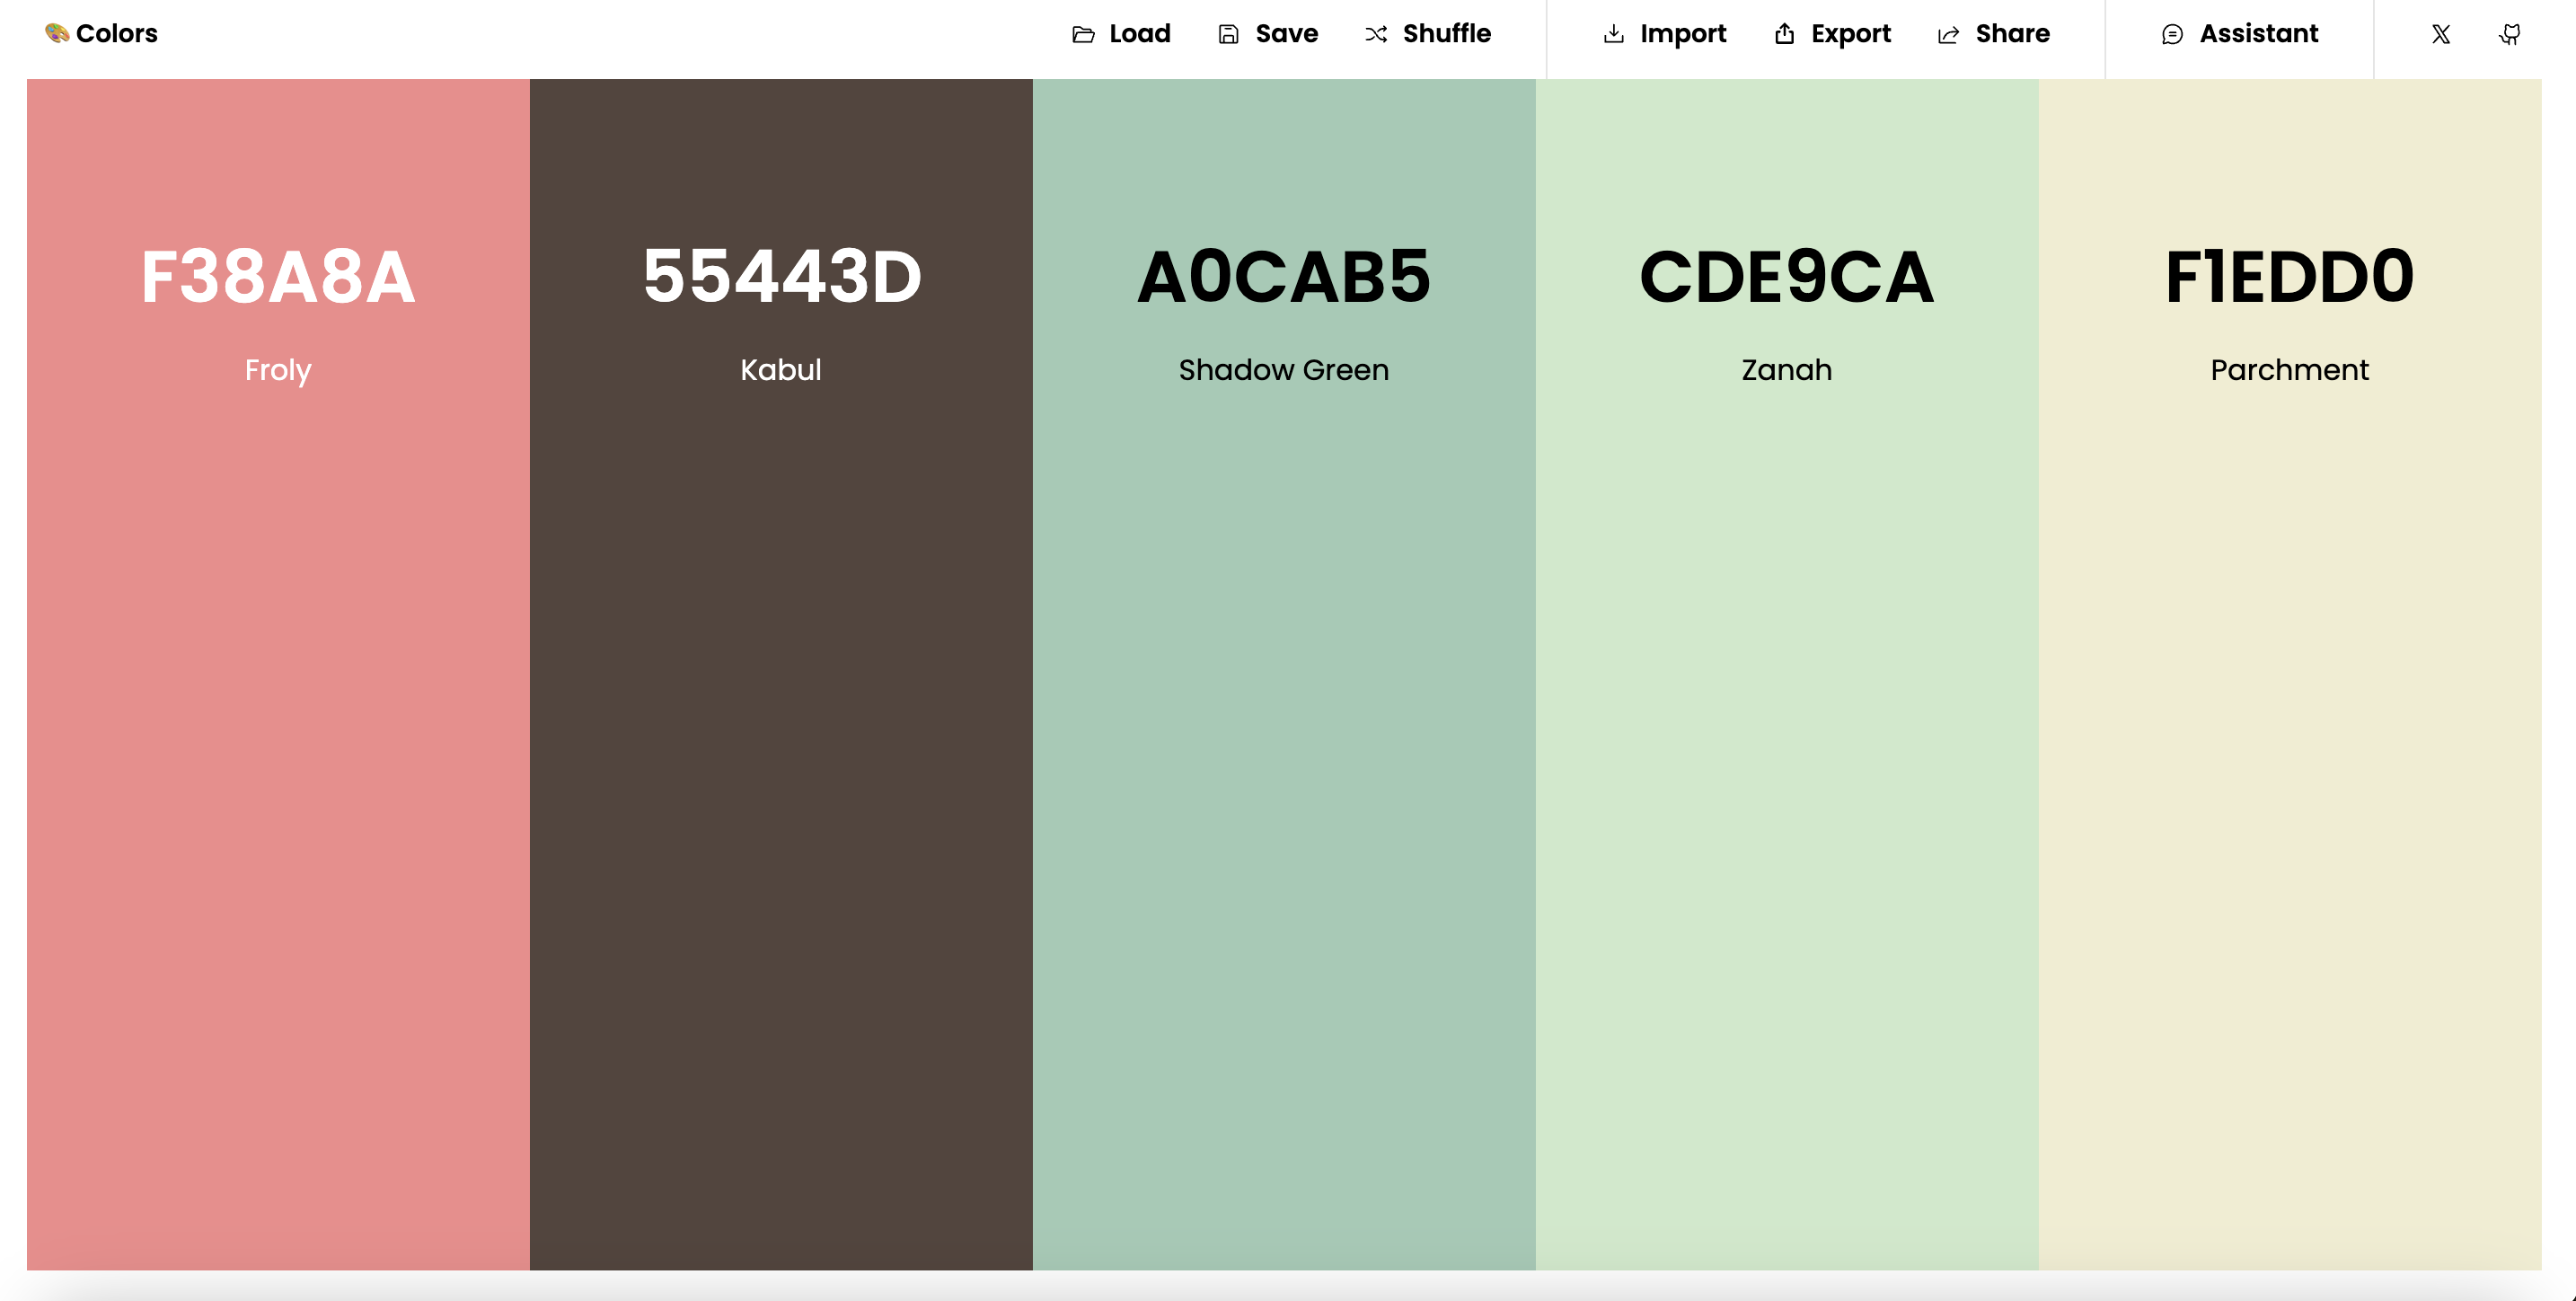 Colors
Load Save Shuffle Import Export Share Assistant
F38A8A 55443D A0CAB5 CDE9CA F1EDD0
Froly Kabul Shadow Green Zanah Parchment